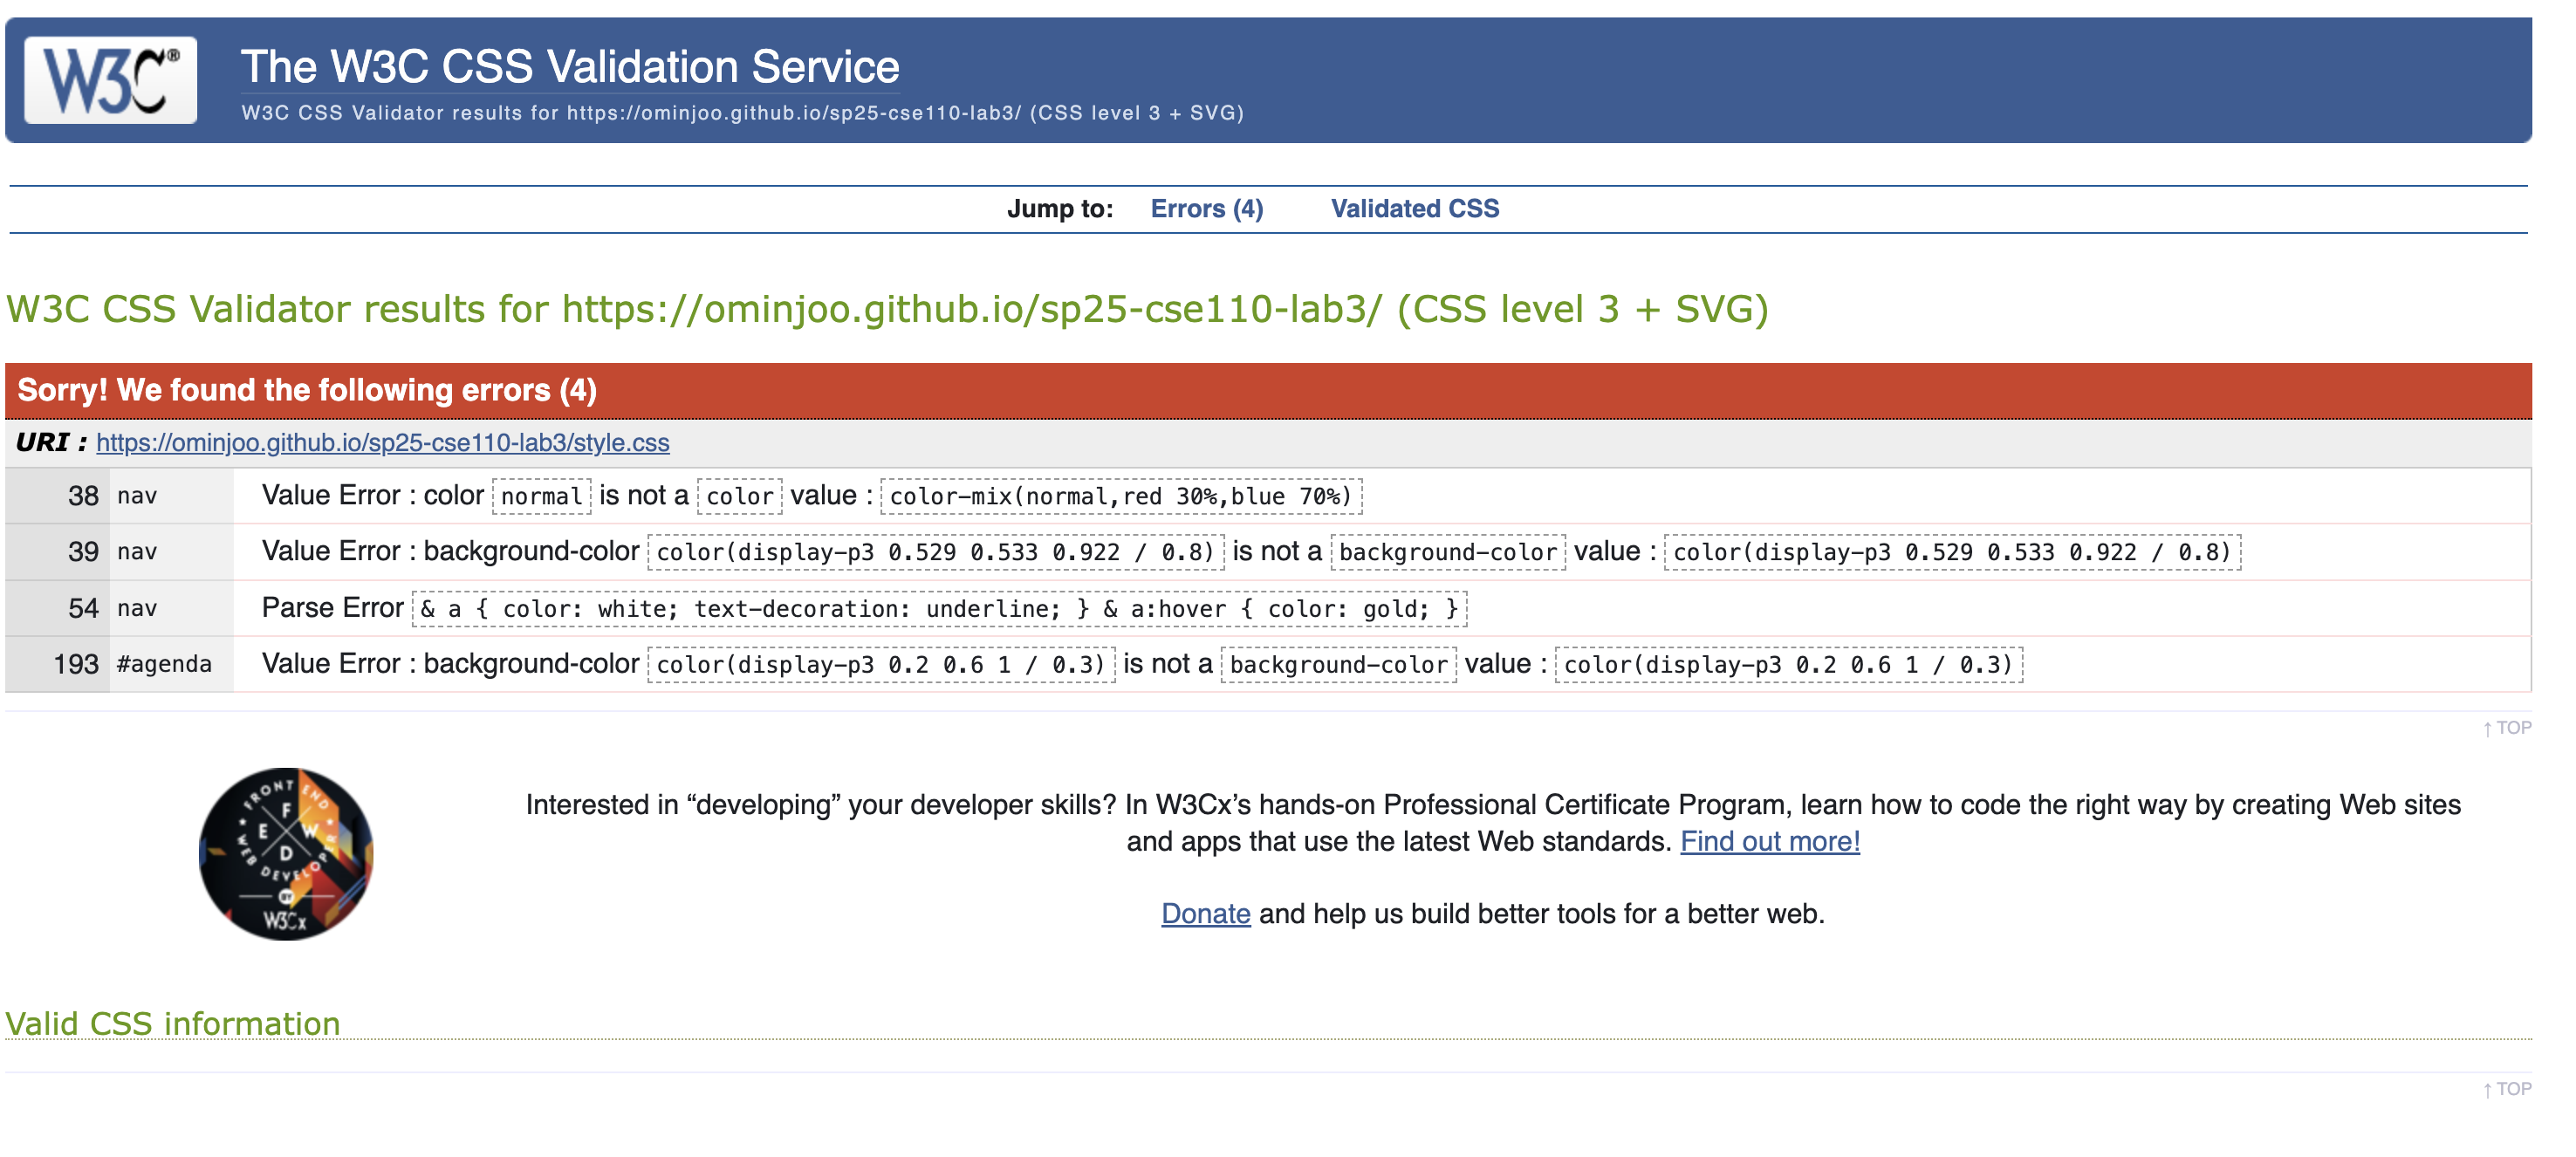 W3C®
The W3C CSS Validation Service
W3C CSS Validator results for https://ominjoo.github.io/sp25-cse110-lab3/ (CSS level 3 + SVG)
Jump to: Errors (4) Validated CSS
W3C CSS Validator results for https://ominjoo.github.io/sp25-cse110-lab3/ (CSS level 3 + SVG)
Sorry! We found the following errors (4)
URI : https://ominjoo.github.io/sp25-cse110-lab3/style.css
38 nav Value Error : color normal is not a color value : color-mix(normal,red 30%,blue 70%)
39 nav Value Error : background-color color(display-p3 0.529 0.533 0.922 / 0.8) is not a background-color value : color(display-p3 0.529 0.533 0.922 / 0.8)
54 nav Parse Error & a { color: white; text-decoration: underline; } & a:hover { color: gold; }
193 #agenda Value Error : background-color color(display-p3 0.2 0.6 1 / 0.3) is not a background-color value : color(display-p3 0.2 0.6 1 / 0.3)
↑ TOP
FRONT END
F
E W
D
WEB DEVELOPER
BY
W3Cx
Interested in “developing” your developer skills? In W3Cx’s hands-on Professional Certificate Program, learn how to code the right way by creating Web sites
and apps that use the latest Web standards. Find out more!
Donate and help us build better tools for a better web.
Valid CSS information
↑ TOP